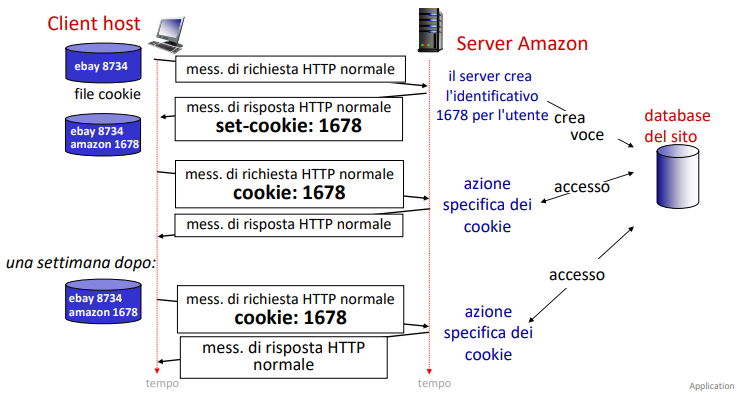 Client host
Server Amazon
ebay 8734
file cookie
mess. di richiesta HTTP normale
il server crea
l'identificativo
1678 per l'utente
mess. di risposta HTTP normale
set-cookie: 1678
crea
voce
database
del sito
ebay 8734
amazon 1678
mess. di richiesta HTTP normale
cookie: 1678
azione
specifica dei
cookie
accesso
mess. di risposta HTTP normale
una settimana dopo:
accesso
ebay 8734
amazon 1678
mess. di richiesta HTTP normale
cookie: 1678
azione
specifica dei
cookie
mess. di risposta HTTP
normale
tempo
tempo
Application